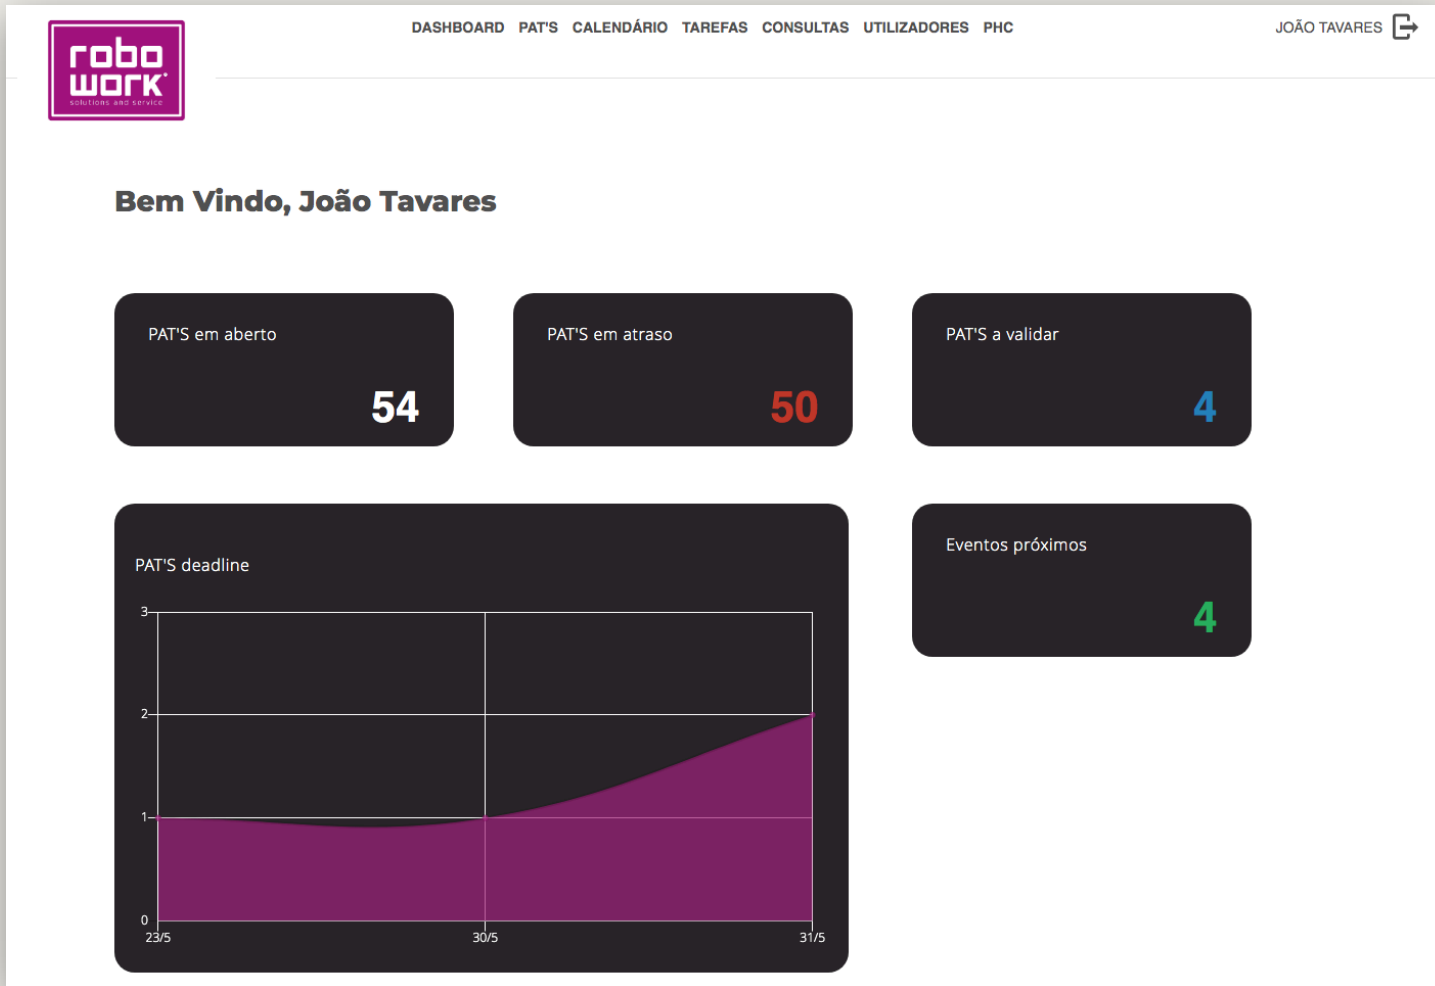 robo
work®
solutions and service
DASHBOARD PAT'S CALENDÁRIO TAREFAS CONSULTAS UTILIZADORES PHC
JOÃO TAVARES
Bem Vindo, João Tavares
PAT'S em aberto
54
PAT'S em atraso
50
PAT'S a validar
4
PAT'S deadline
3
2
1
0
23/5 30/5 31/5
Eventos próximos
4